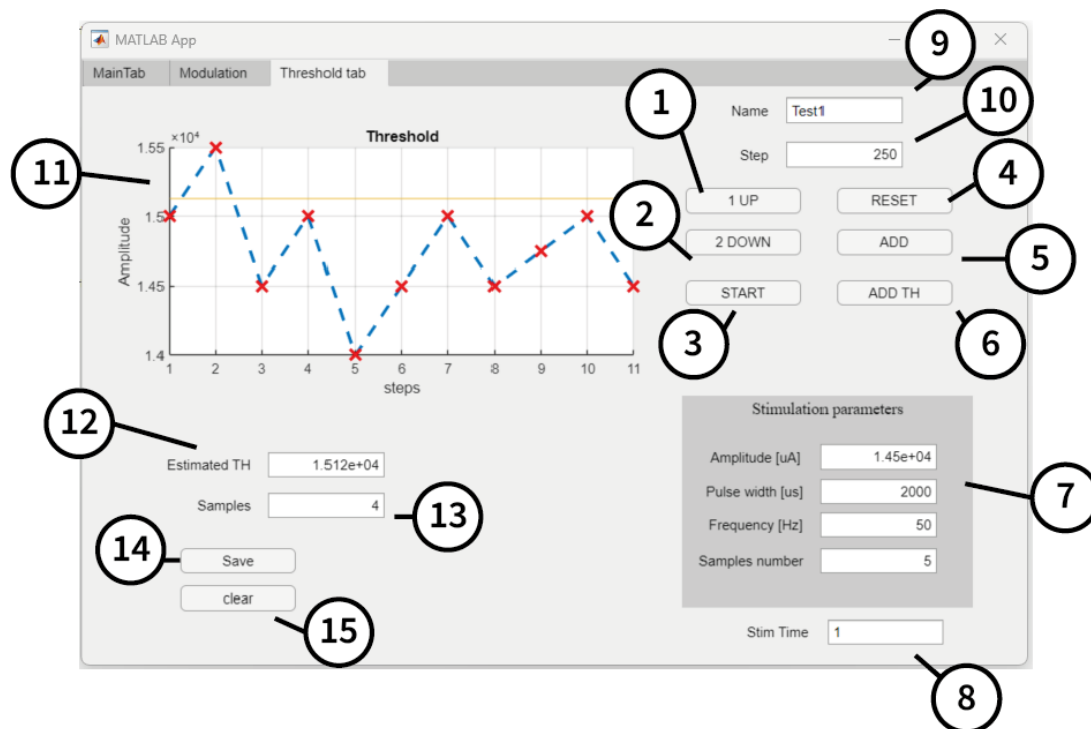 MATLAB App
MainTab Modulation Threshold tab
9
1
Name Test1
10
Threshold
×10⁴
Step 250
11
1.55
1.5
1.45
1.4
Amplitude
1 2 3 4 5 6 7 8 9 10 11
steps
2
1 UP RESET
4
2 DOWN ADD
5
START ADD TH
3
6
12
Estimated TH 1.512e+04
Samples 4
13
14
Save
clear
15
Stimulation parameters
Amplitude [uA] 1.45e+04
Pulse width [us] 2000
7
Frequency [Hz] 50
Samples number 5
Stim Time 1
8